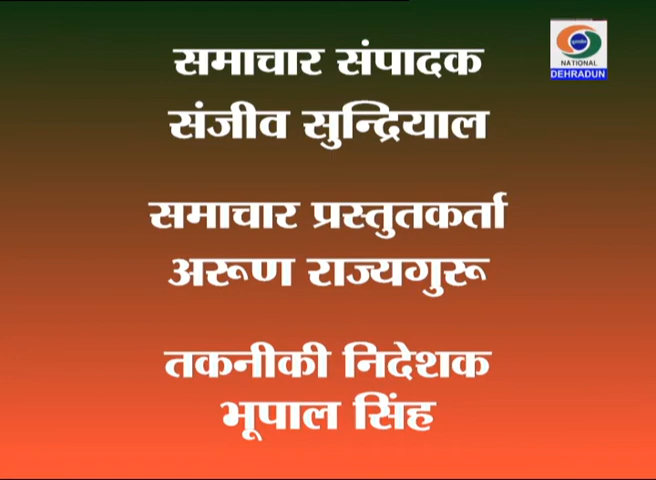 समाचार संपादक
संजीव सुन्द्रियाल
समाचार प्रस्तुतकर्ता
अरूण राज्यगुरू
तकनीकी निदेशक
भूपाल सिंह
NATIONAL
DEHRADUN